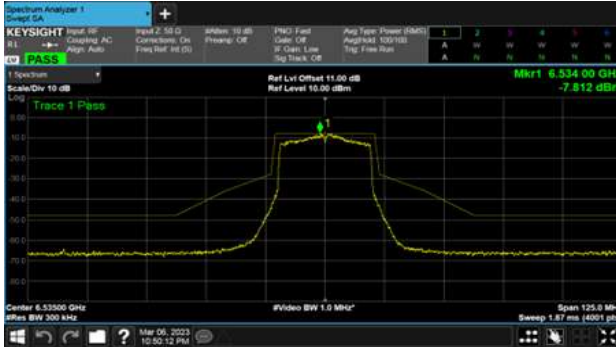 Spectrum Analyzer 1
Swept SA
KEYSIGHT
Input: RF
Coupling: AC
Align: Auto
Input Z: 50 Ω
Corrections: On
Freq Ref: Int (S)
#Atten: 10 dB
Preamp: Off
PNO: Fast
Gate: Off
IF Gain: Low
Sig Track: Off
Avg Type: Power (RMS)
Avg|Hold: 100/100
Trig: Free Run
1 2 3 4 5 6
A W W W W W
A N N N N N
PASS
1 Spectrum
Scale/Div 10 dB
Ref Lvl Offset 11.00 dB
Ref Level 10.00 dBm
Mkr1 6.534 00 GH
-7.812 dBr
Log
Trace 1 Pass
1
Center 6.53500 GHz
#Res BW 300 kHz
#Video BW 1.0 MHz*
Span 125.0 MH
Sweep 1.87 ms (4001 pt
Mar 06, 2023
10:50:12 PM